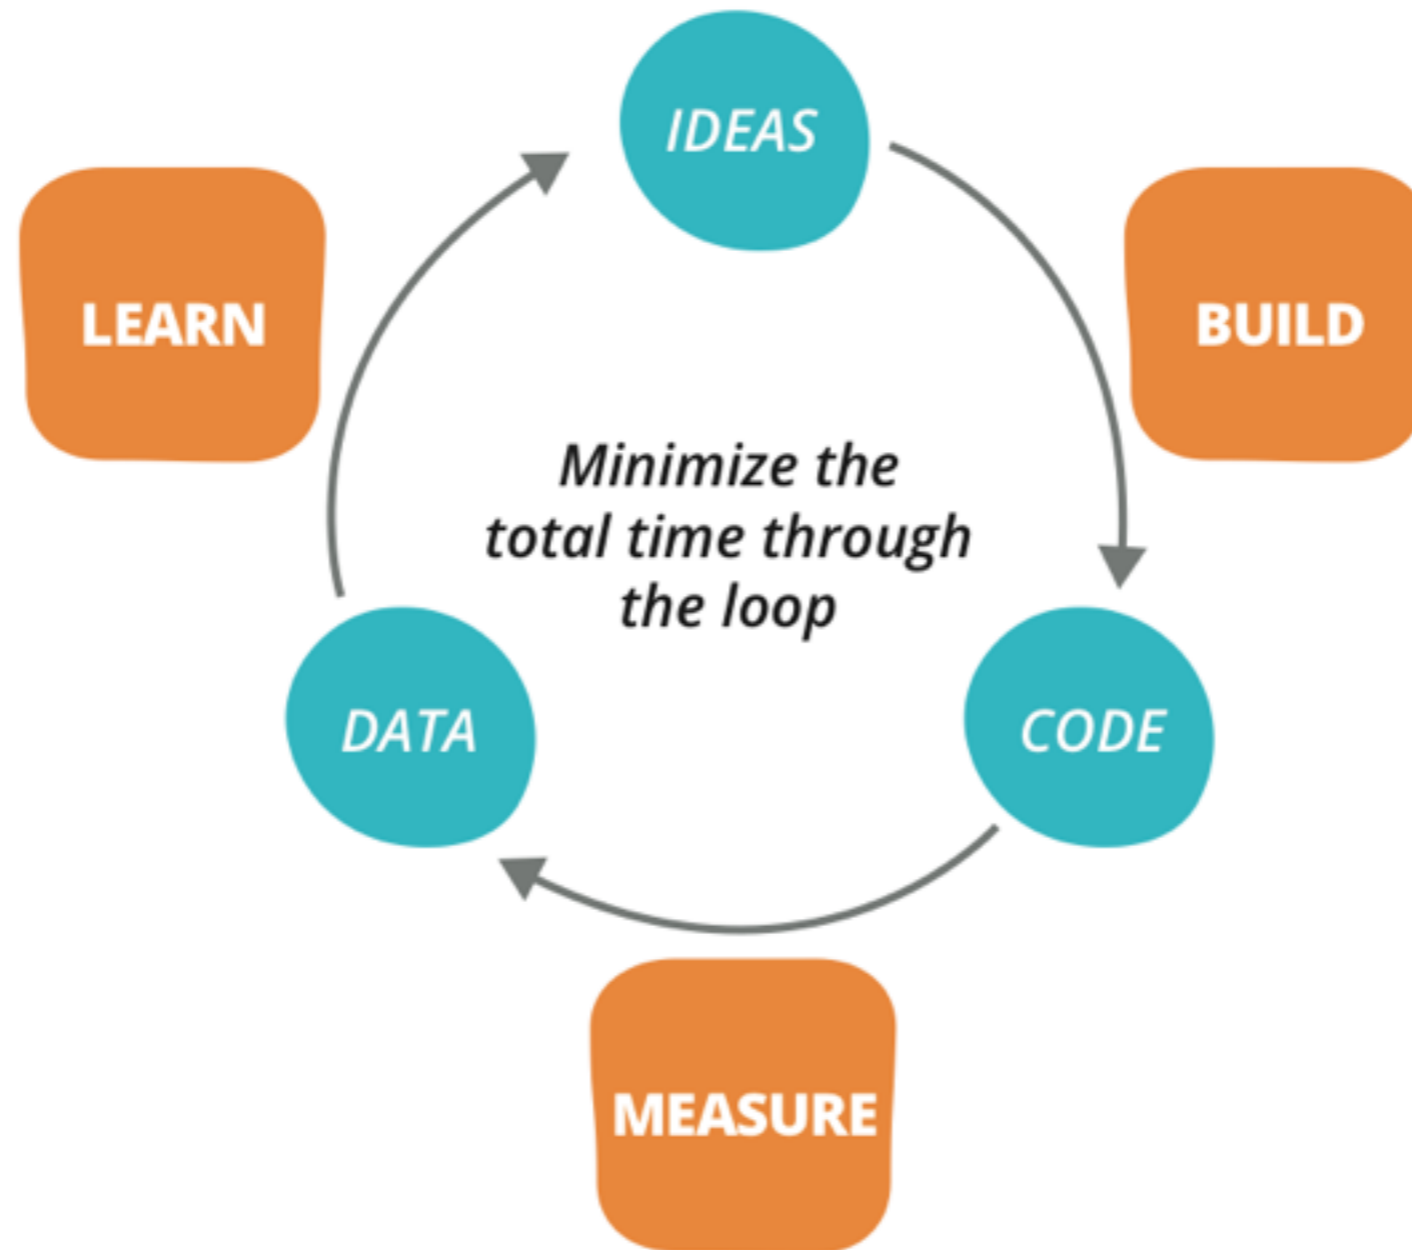 IDEAS
BUILD
LEARN
Minimize the
total time through
the loop
CODE
DATA
MEASURE